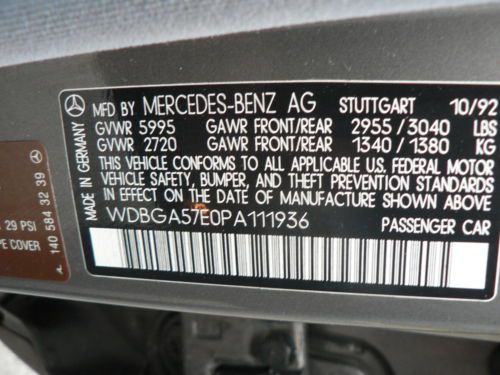 MFD BY MERCEDES-BENZ AG STUTTGART 10/92
GVWR 5995 GAWR FRONT/REAR 2955/3040 LBS
GVWR 2720 GAWR FRONT/REAR 1340/1380 KG
THIS VEHICLE CONFORMS TO ALL APPLICABLE U.S. FEDERAL MOTOR
VEHICLE SAFETY, BUMPER, AND THEFT PREVENTION STANDARDS
IN EFFECT ON THE DATE OF MANUFACTURE SHOWN ABOVE
WDBGA57E0PA111936 PASSENGER CAR
MADE IN GERMANY
140 584 32 39
29 PSI
COVER